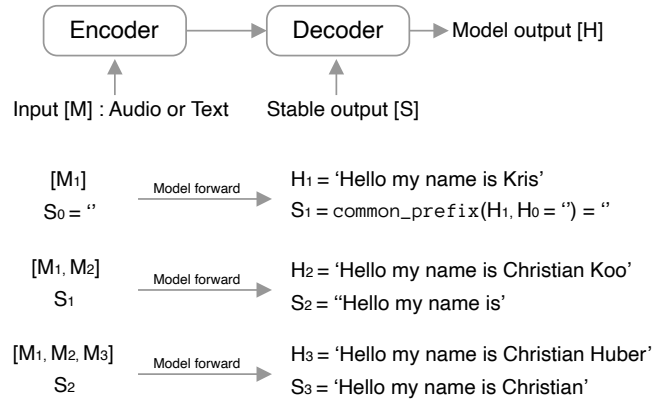 Encoder Decoder Model output [H]
Input [M] : Audio or Text Stable output [S]
[M1] Model forward H1 = ‘Hello my name is Kris’
S0 = ‘’ S1 = common_prefix(H1, H0 = ‘’) = ‘’
[M1, M2] Model forward H2 = ‘Hello my name is Christian Koo’
S1 S2 = “Hello my name is’
[M1, M2, M3] Model forward H3 = ‘Hello my name is Christian Huber’
S2 S3 = ‘Hello my name is Christian’